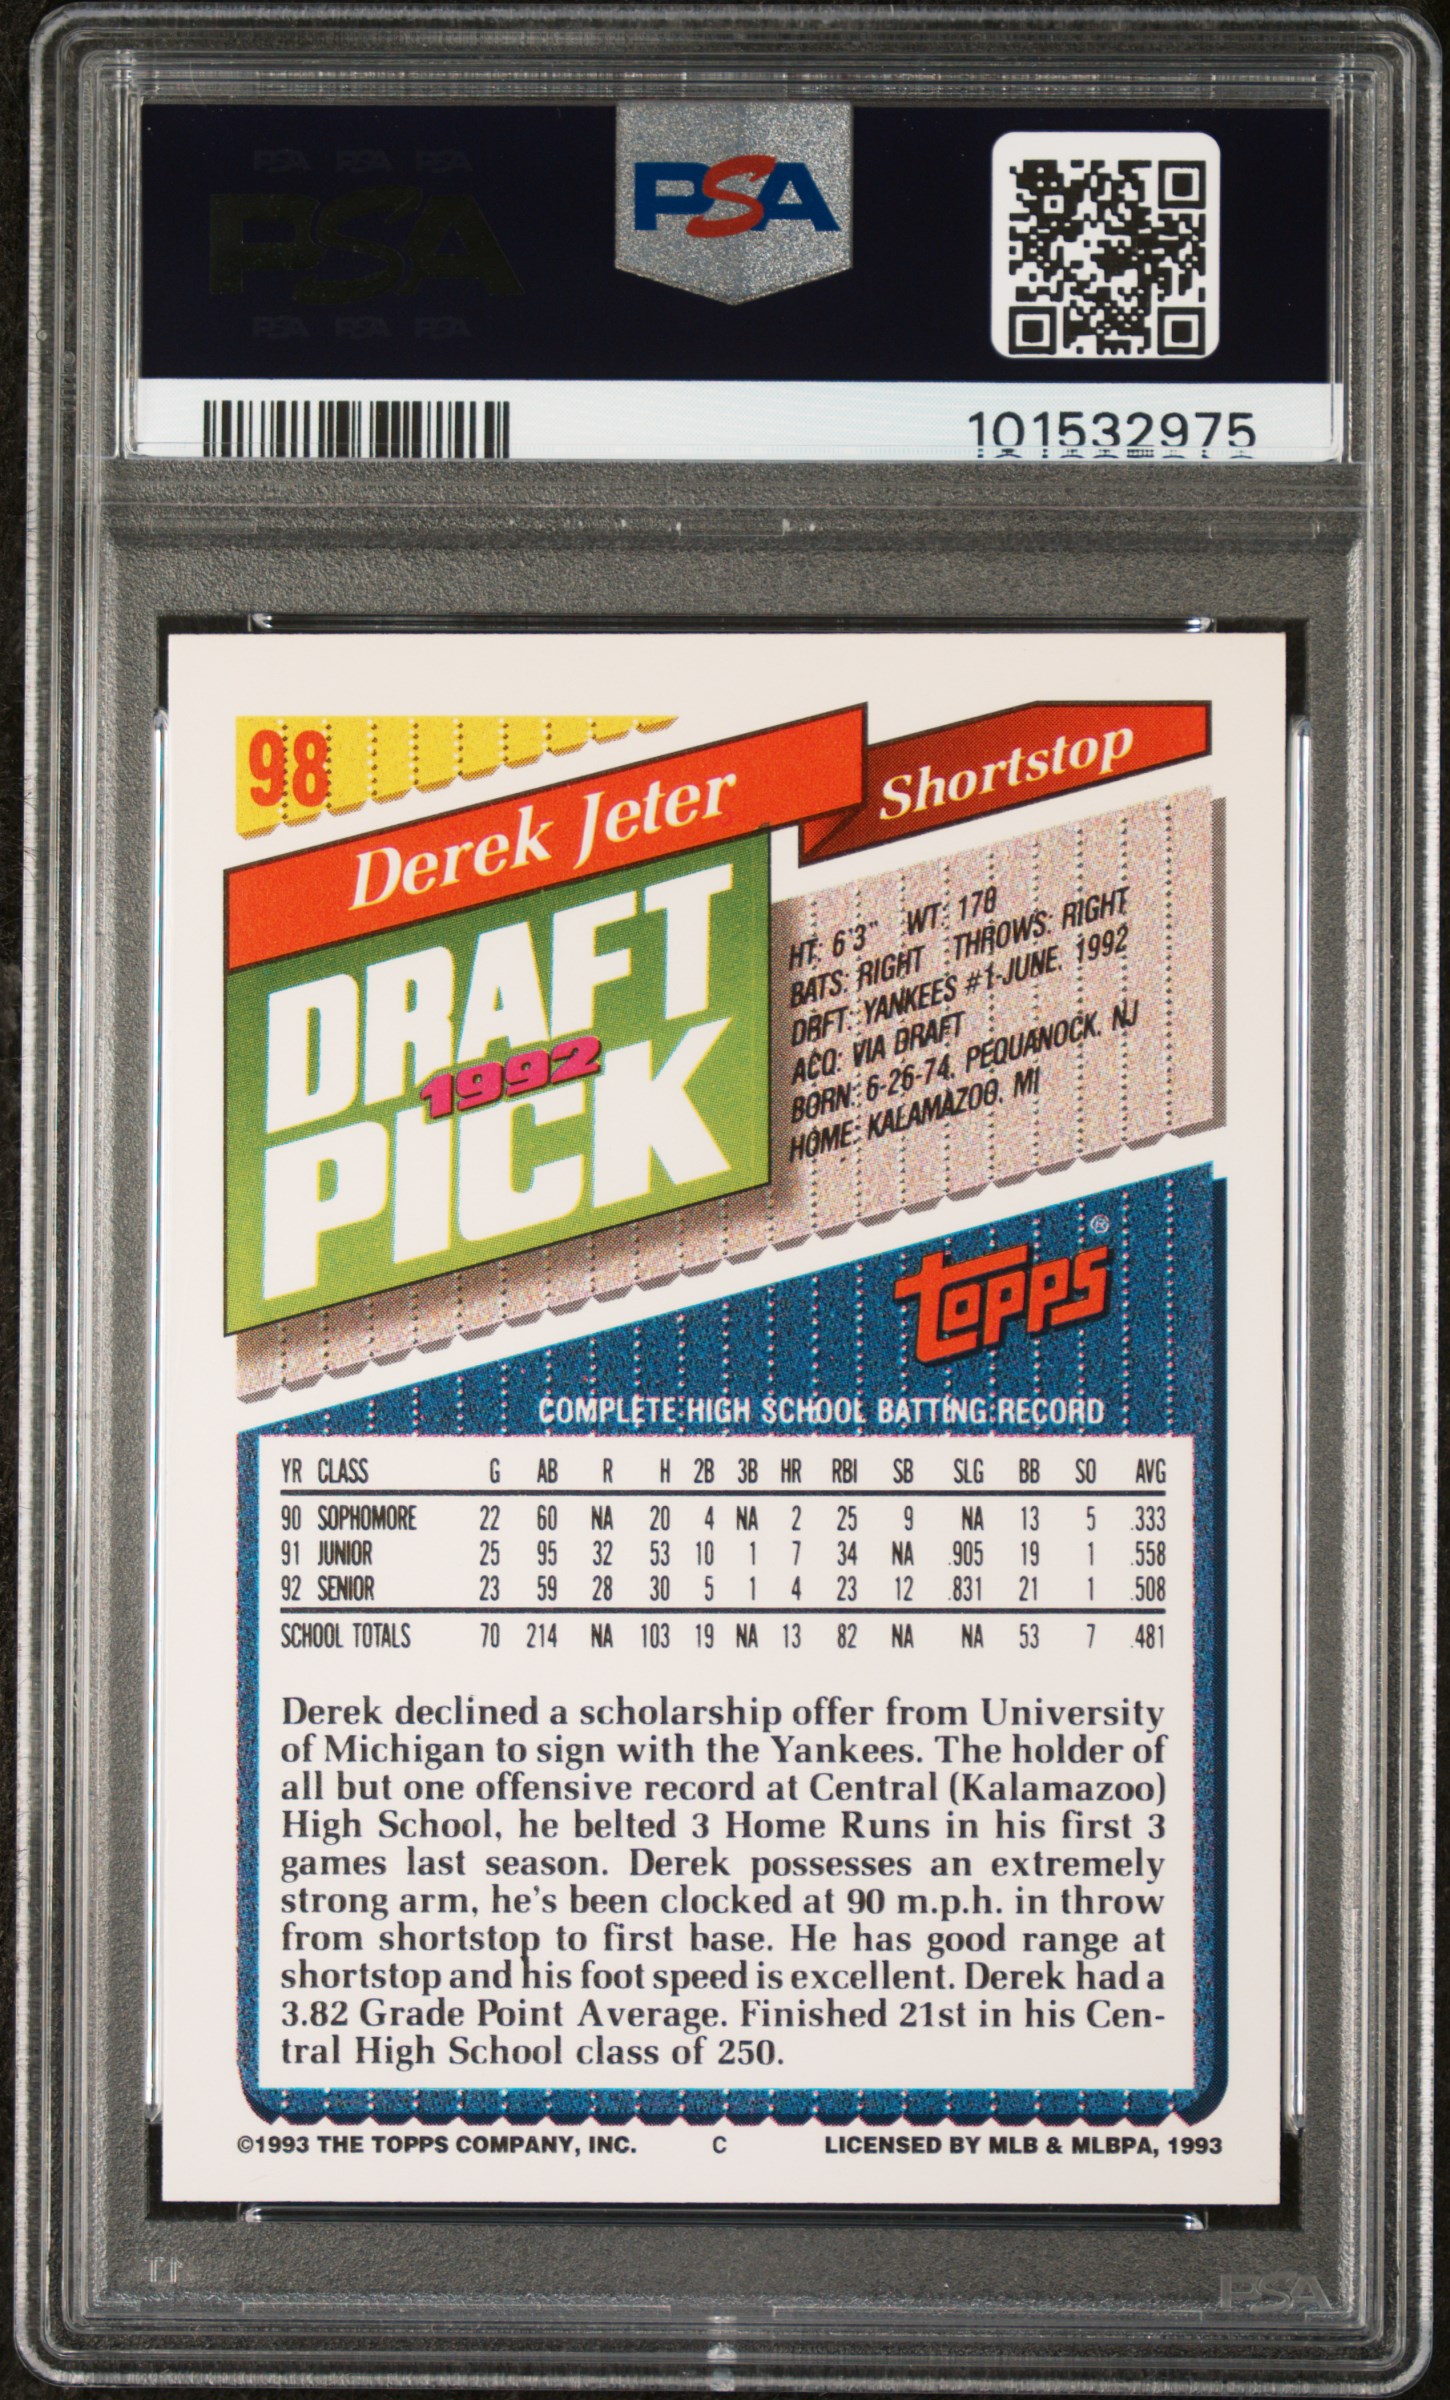 PSA PSA PSA
PSA
PSA PSA PSA
PSA
101532975
98
Derek Jeter
Shortstop
DRAFT
1992
PICK
HT: 6'3" WT: 178
BATS: RIGHT THROWS: RIGHT
DRFT: YANKEES #1-JUNE, 1992
ACQ: VIA DRAFT
BORN: 6-26-74, PEQUANOCK, NJ
HOME: KALAMAZOO, MI
TOPPS®
COMPLETE HIGH SCHOOL BATTING RECORD
YR CLASS G AB R H 2B 3B HR RBI SB SLG BB SO AVG
90 SOPHOMORE 22 60 NA 20 4 NA 2 25 9 NA 13 5 .333
91 JUNIOR 25 95 32 53 10 1 7 34 NA .905 19 1 .558
92 SENIOR 23 59 28 30 5 1 4 23 12 .831 21 1 .508
SCHOOL TOTALS 70 214 NA 103 19 NA 13 82 NA NA 53 7 .481
Derek declined a scholarship offer from University
of Michigan to sign with the Yankees. The holder of
all but one offensive record at Central (Kalamazoo)
High School, he belted 3 Home Runs in his first 3
games last season. Derek possesses an extremely
strong arm, he's been clocked at 90 m.p.h. in throw
from shortstop to first base. He has good range at
shortstop and his foot speed is excellent. Derek had a
3.82 Grade Point Average. Finished 21st in his Cen-
tral High School class of 250.
©1993 THE TOPPS COMPANY, INC. C LICENSED BY MLB & MLBPA, 1993
PSA